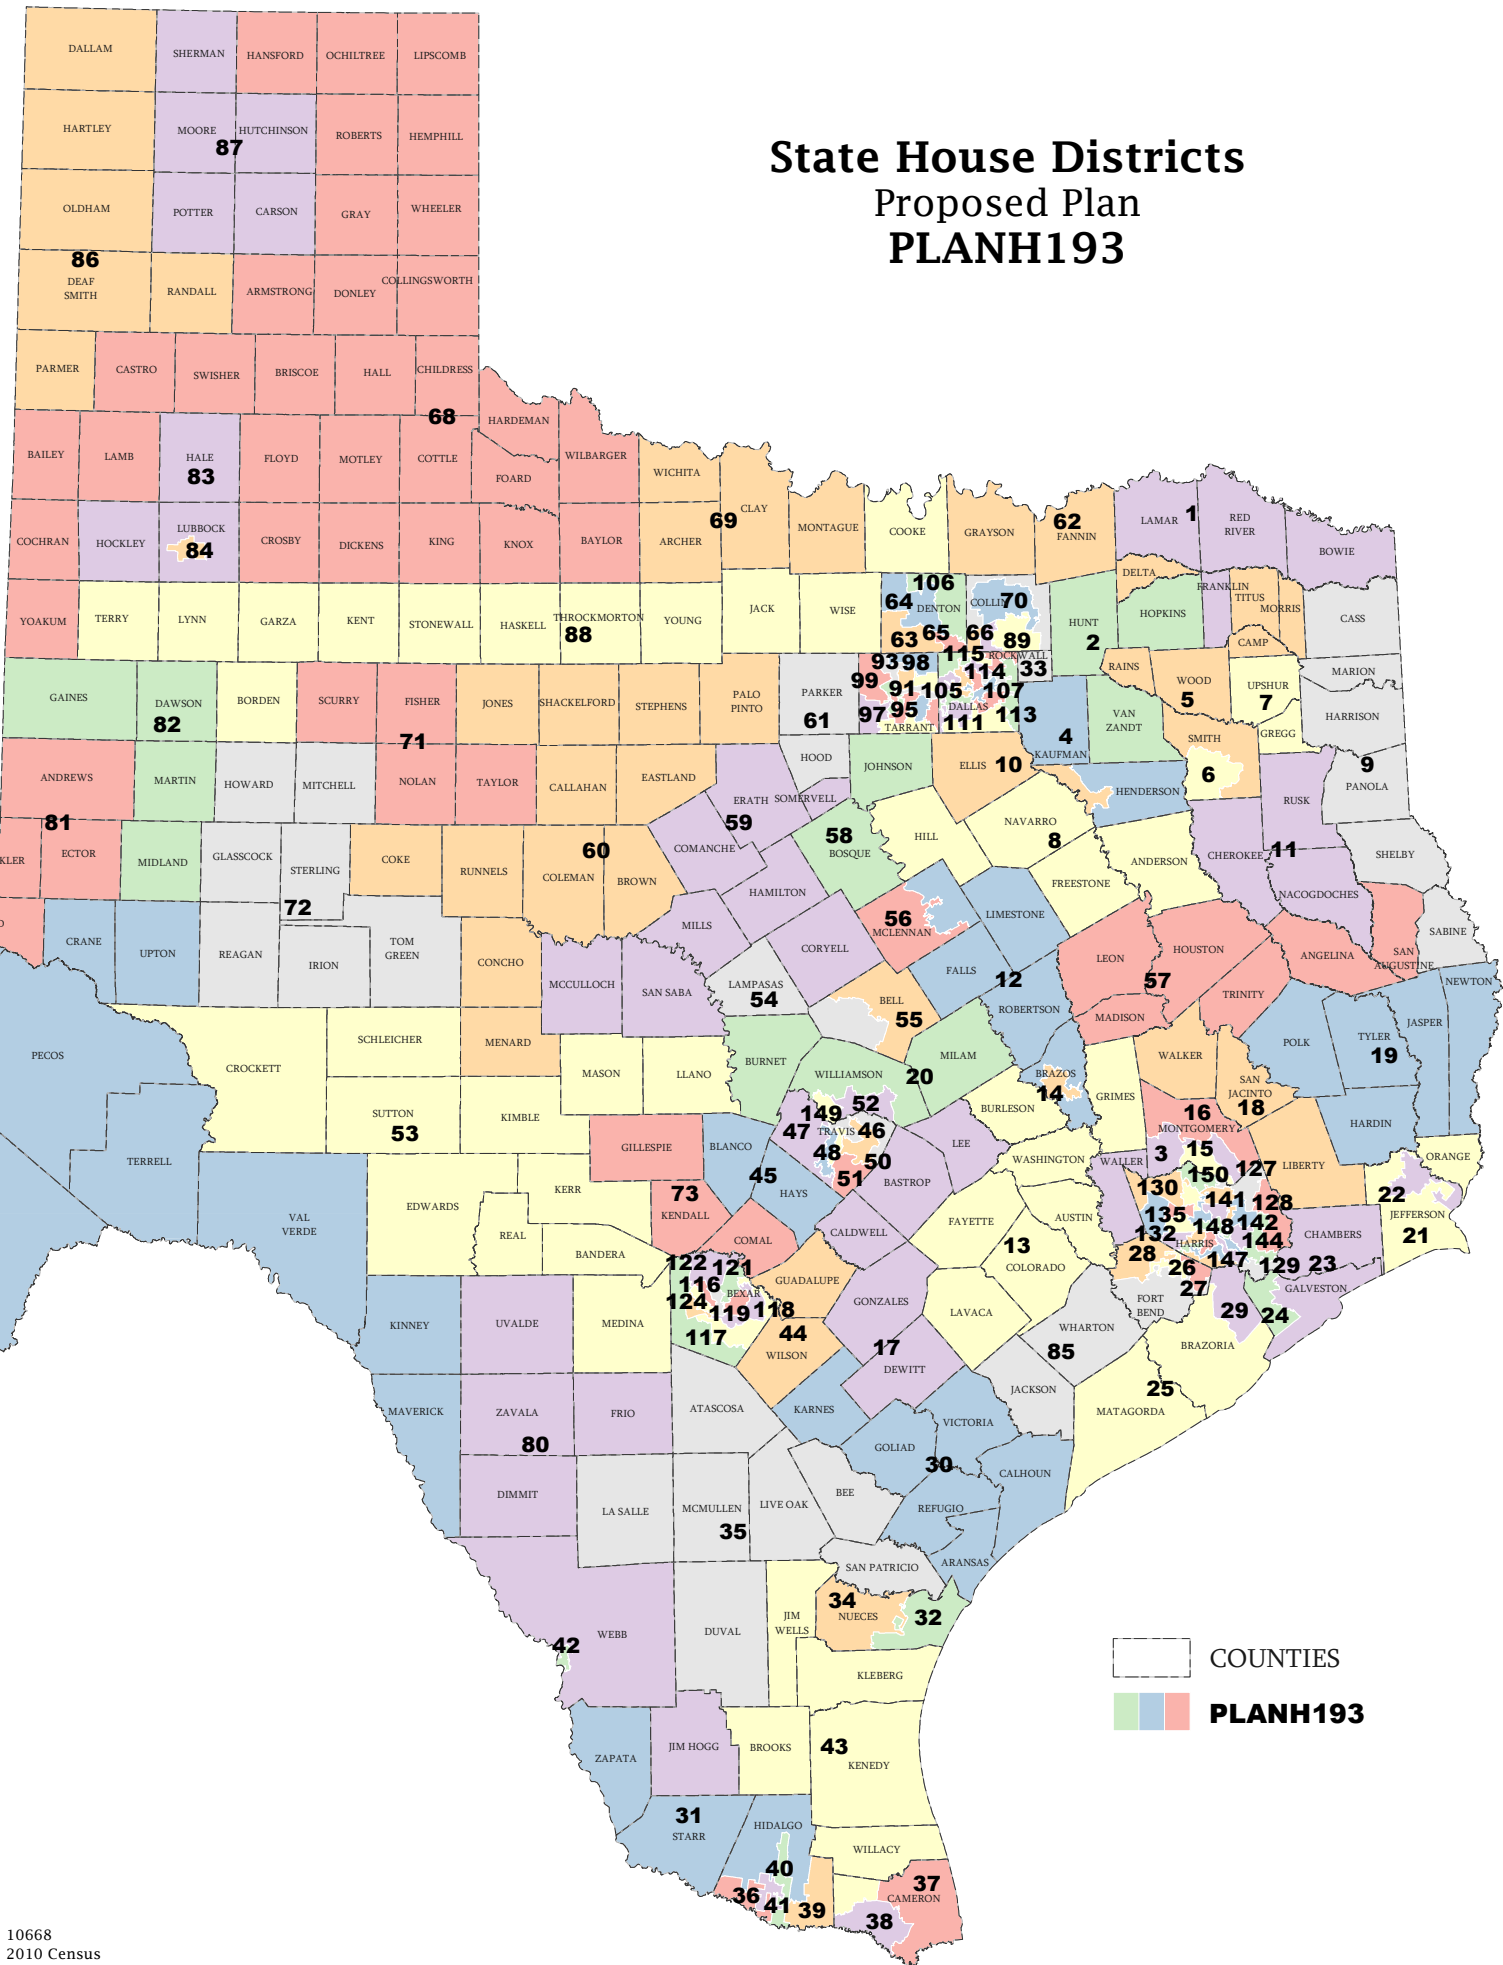 State House Districts
Proposed Plan
PLANH193
DALLAM
SHERMAN
HANSFORD
OCHILTREE
LIPSCOMB
HARTLEY
MOORE
HUTCHINSON
ROBERTS
HEMPHILL
87
OLDHAM
POTTER
CARSON
GRAY
WHEELER
86
DEAF
SMITH
RANDALL
ARMSTRONG
DONLEY
COLLINGSWORTH
PARMER
CASTRO
SWISHER
BRISCOE
HALL
CHILDRESS
68
HARDEMAN
BAILEY
LAMB
HALE
83
FLOYD
MOTLEY
COTTLE
FOARD
WILBARGER
WICHITA
CLAY
69
MONTAGUE
COOKE
GRAYSON
62
FANNIN
LAMAR
1
RED
RIVER
BOWIE
COCHRAN
HOCKLEY
LUBBOCK
84
CROSBY
DICKENS
KING
KNOX
BAYLOR
ARCHER
DELTA
FRANKLIN
TITUS
MORRIS
CASS
YOAKUM
TERRY
LYNN
GARZA
KENT
STONEWALL
HASKELL
THROCKMORTON
88
YOUNG
JACK
WISE
106
64
DENTON
COLLIN
70
63
65
66
89
HUNT
2
HOPKINS
CAMP
RAINS
WOOD
5
UPSHUR
7
MARION
HARRISON
GAINES
DAWSON
82
BORDEN
SCURRY
FISHER
71
JONES
SHACKELFORD
STEPHENS
PALO
PINTO
PARKER
61
93
98
115
ROCKWALL
33
99
114
91
105
107
97
95
DALLAS
111
113
TARRANT
4
KAUFMAN
VAN
ZANDT
SMITH
6
GREGG
9
PANOLA
ANDREWS
MARTIN
HOWARD
MITCHELL
NOLAN
TAYLOR
CALLAHAN
EASTLAND
HOOD
JOHNSON
ELLIS
10
HENDERSON
RUSK
81
KLER
ECTOR
MIDLAND
GLASSCOCK
STERLING
COKE
RUNNELS
COLEMAN
60
BROWN
ERATH
SOMERVELL
59
COMANCHE
58
BOSQUE
HILL
NAVARRO
8
ANDERSON
CHEROKEE
11
NACOGDOCHES
SHELBY
72
HAMILTON
FREESTONE
CRANE
UPTON
REAGAN
IRION
TOM
GREEN
CONCHO
MILLS
CORYELL
56
MCLENNAN
LIMESTONE
LEON
HOUSTON
ANGELINA
SAN
AUGUSTINE
SABINE
MCCULLOCH
SAN SABA
LAMPASAS
54
BELL
55
FALLS
12
ROBERTSON
57
MADISON
TRINITY
NEWTON
JASPER
TYLER
19
POLK
PECOS
CROCKETT
SCHLEICHER
MENARD
MASON
LLANO
BURNET
WILLIAMSON
20
MILAM
BRAZOS
14
GRIMES
WALKER
SAN
JACINTO
18
HARDIN
SUTTON
53
KIMBLE
BURLESON
TERRELL
GILLESPIE
BLANCO
149
52
47
TRAVIS
46
48
50
51
45
HAYS
LEE
BASTROP
WASHINGTON
WALLER
16
MONTGOMERY
3
15
150
127
LIBERTY
ORANGE
VAL
VERDE
EDWARDS
KERR
REAL
BANDERA
73
KENDALL
COMAL
CALDWELL
FAYETTE
AUSTIN
13
COLORADO
130
141
128
135
148
142
132
HARRIS
144
28
26
147
129
23
CHAMBERS
22
JEFFERSON
21
122
121
116
BEXAR
124
119
118
117
GUADALUPE
GONZALES
LAVACA
FORT
BEND
27
29
24
GALVESTON
KINNEY
UVALDE
MEDINA
44
WILSON
17
DEWITT
85
WHARTON
BRAZORIA
25
MATAGORDA
MAVERICK
ZAVALA
80
FRIO
ATASCOSA
KARNES
VICTORIA
JACKSON
GOLIAD
30
CALHOUN
DIMMIT
LA SALLE
MCMULLEN
35
LIVE OAK
BEE
REFUGIO
ARANSAS
SAN PATRICIO
34
NUECES
32
42
WEBB
DUVAL
JIM
WELLS
KLEBERG
ZAPATA
JIM HOGG
BROOKS
43
KENEDY
31
STARR
HIDALGO
WILLACY
40
36
41
39
37
CAMERON
38
COUNTIES
PLANH193
10668
2010 Census